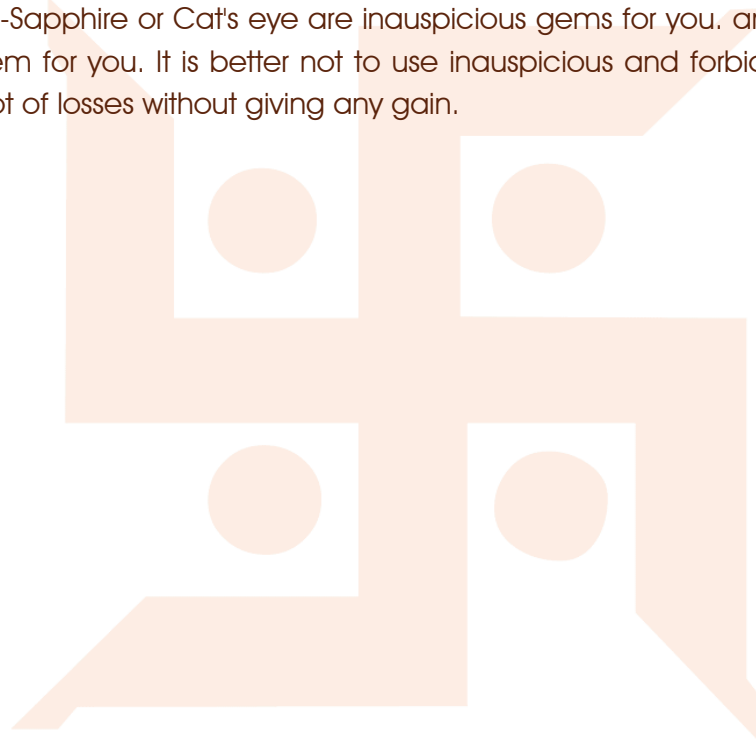 -Sapphire or Cat's eye are inauspicious gems for you.
for you. It is better not to use inauspicious and
of losses without giving any gain.